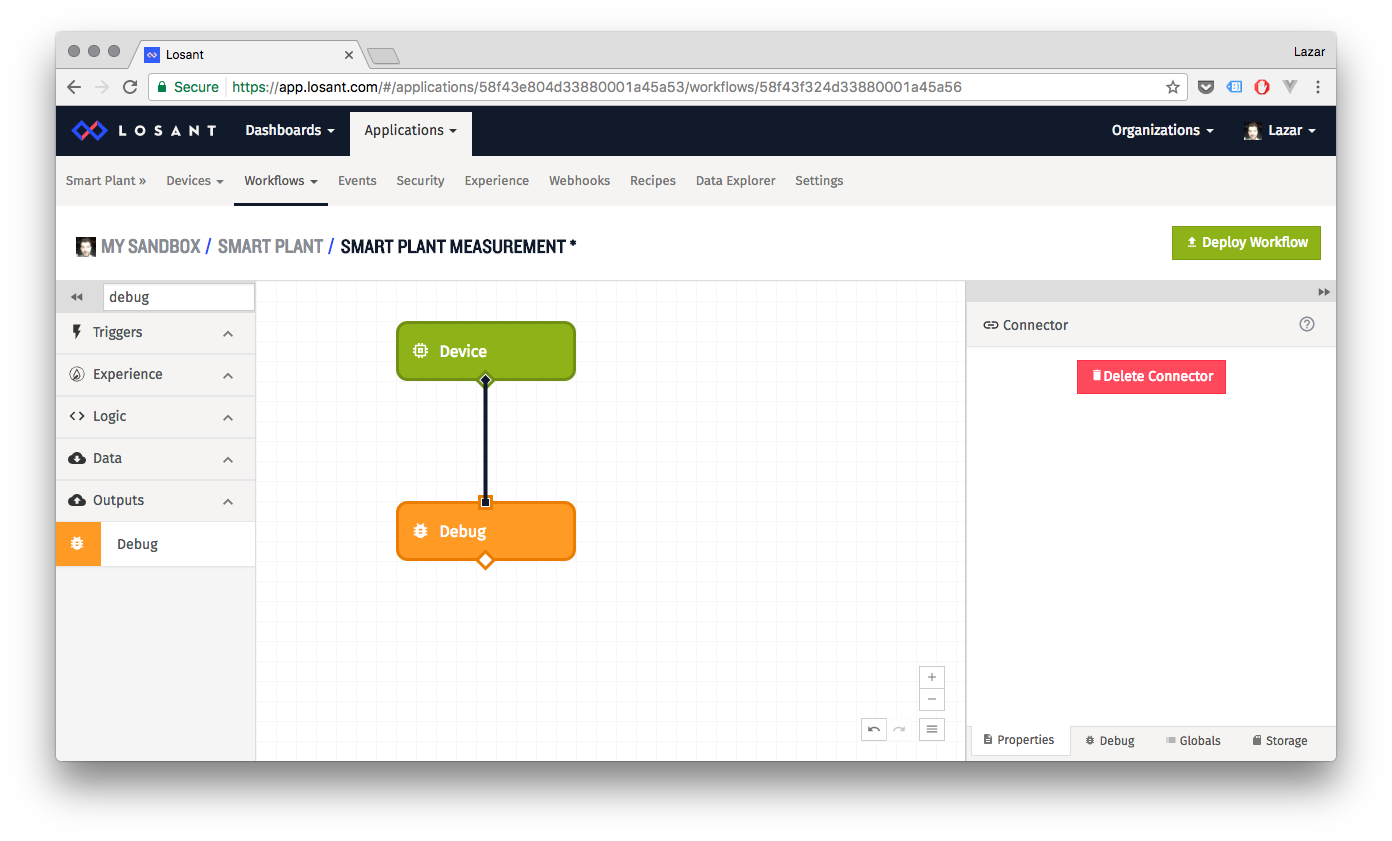 Losant
Lazar
Secure https://app.losant.com/#/applications/58f43e804d33880001a45a53/workflows/58f43f324d33880001a45a56
LOSANT Dashboards Applications Organizations Lazar
Smart Plant » Devices Workflows Events Security Experience Webhooks Recipes Data Explorer Settings
MY SANDBOX / SMART PLANT / SMART PLANT MEASUREMENT *
Deploy Workflow
debug
Triggers
Experience
Logic
Data
Outputs
Debug
Device
Debug
Connector
Delete Connector
Properties Debug Globals Storage